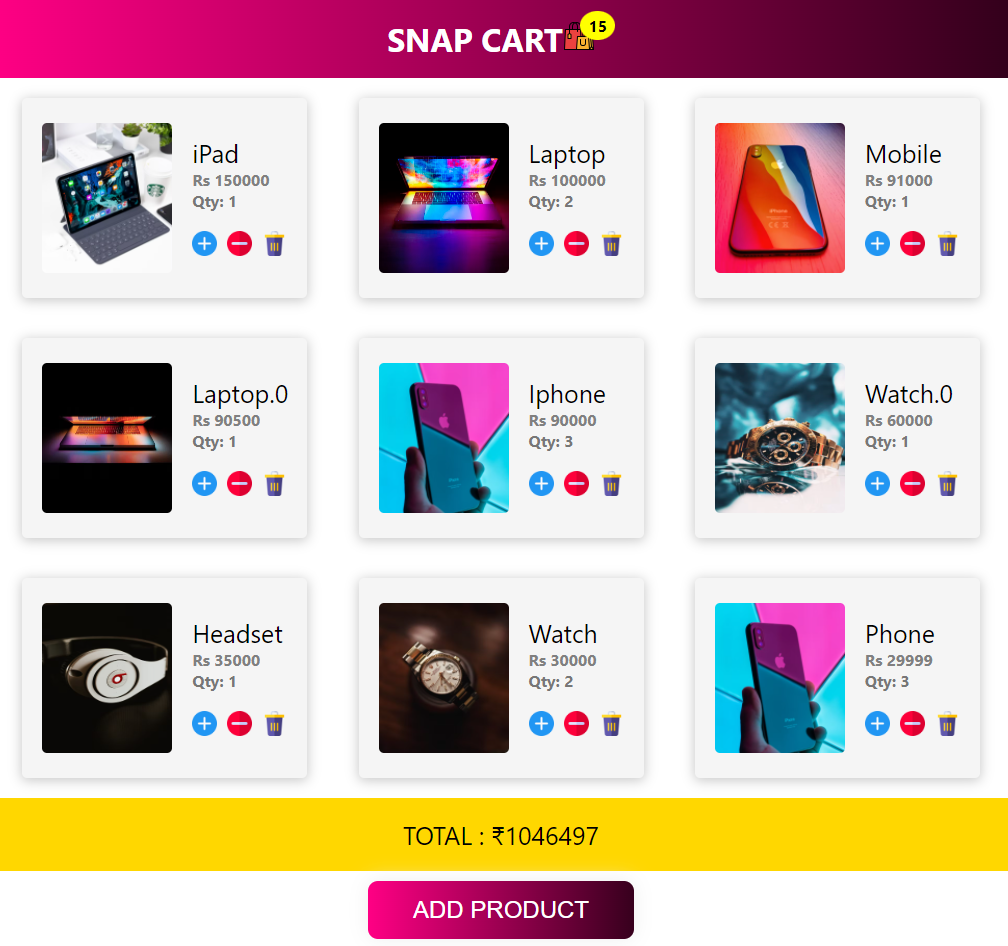 SNAP CART
15
iPad
Rs 150000
Qty: 1
Laptop
Rs 100000
Qty: 2
Mobile
Rs 91000
Qty: 1
Laptop.0
Rs 90500
Qty: 1
Iphone
Rs 90000
Qty: 3
Watch.0
Rs 60000
Qty: 1
Headset
Rs 35000
Qty: 1
Watch
Rs 30000
Qty: 2
Phone
Rs 29999
Qty: 3
TOTAL : ₹1046497
ADD PRODUCT